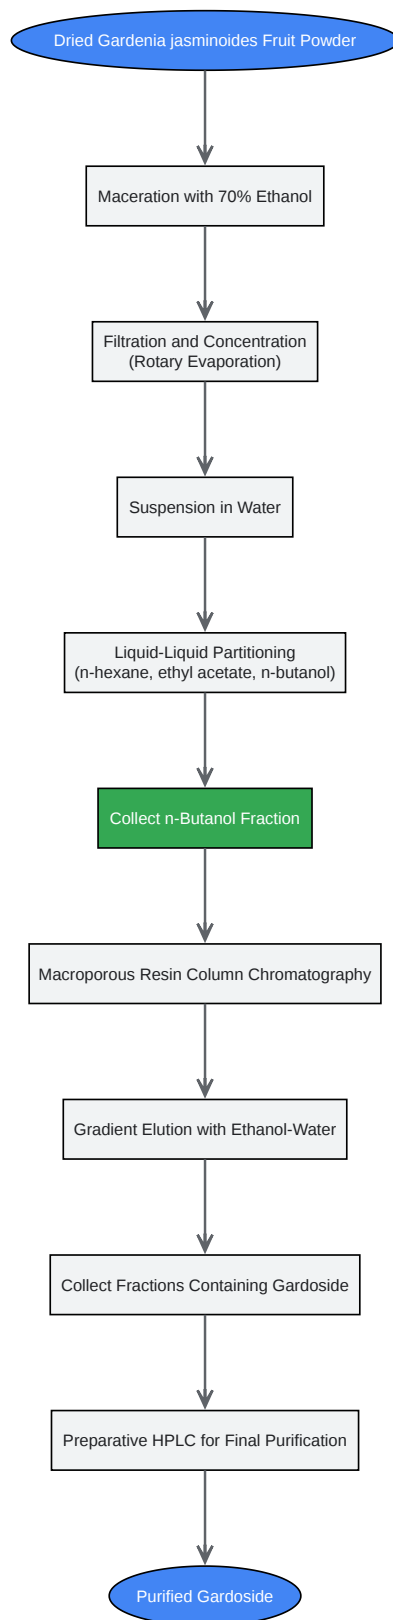 Dried Gardenia jasminoides Fruit Powder
Maceration with 70% Ethanol
Filtration and Concentration
(Rotary Evaporation)
Suspension in Water
Liquid-Liquid Partitioning
(n-hexane, ethyl acetate, n-butanol)
Collect n-Butanol Fraction
Macroporous Resin Column Chromatography
Gradient Elution with Ethanol-Water
Collect Fractions Containing Gardoside
Preparative HPLC for Final Purification
Purified Gardoside